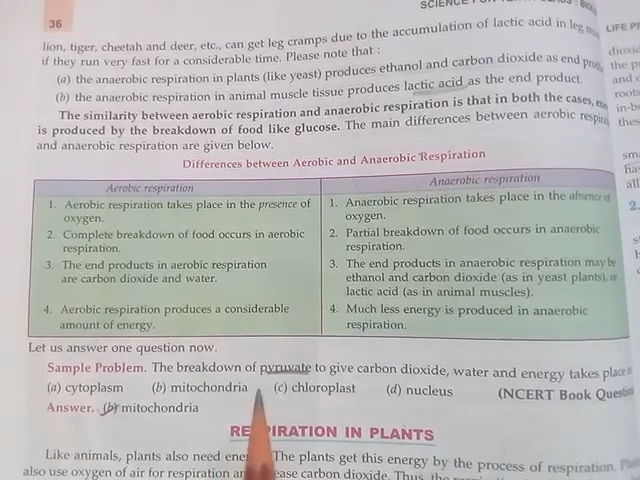 36
lion, tiger, cheetah and deer, etc., can get leg cramps due to the accumulation of lactic acid in leg
if they run very fast for a considerable time. Please note that :
(a) the anaerobic respiration in plants (like yeast) produces ethanol and carbon dioxide as end
(b) the anaerobic respiration in animal muscle tissue produces lactic acid as the end product.
The similarity between aerobic respiration and anaerobic respiration is that in both the cases,
is produced by the breakdown of food like glucose. The main differences between aerobic
and anaerobic respiration are given below.
Differences between Aerobic and Anaerobic Respiration
Aerobic respiration
1. Aerobic respiration takes place in the presence of
oxygen.
2. Complete breakdown of food occurs in aerobic
respiration.
3. The end products in aerobic respiration
are carbon dioxide and water.
4. Aerobic respiration produces a considerable
amount of energy.
Anaerobic respiration
1. Anaerobic respiration takes place in the absence of
oxygen.
2. Partial breakdown of food occurs in anaerobic
respiration.
3. The end products in anaerobic respiration may be
ethanol and carbon dioxide (as in yeast plants), or
lactic acid (as in animal muscles).
4. Much less energy is produced in anaerobic
respiration.
Let us answer one question now.
Sample Problem. The breakdown of pyruvate to give carbon dioxide, water and energy takes place
(a) cytoplasm (b) mitochondria (c) chloroplast (d) nucleus (NCERT Book
Answer. (b) mitochondria
IN PLANTS
Like animals, plants also need The plants get this energy by the process of respiration.
also use oxygen of air for respiration carbon dioxide. Thus, the
LIFE
2.